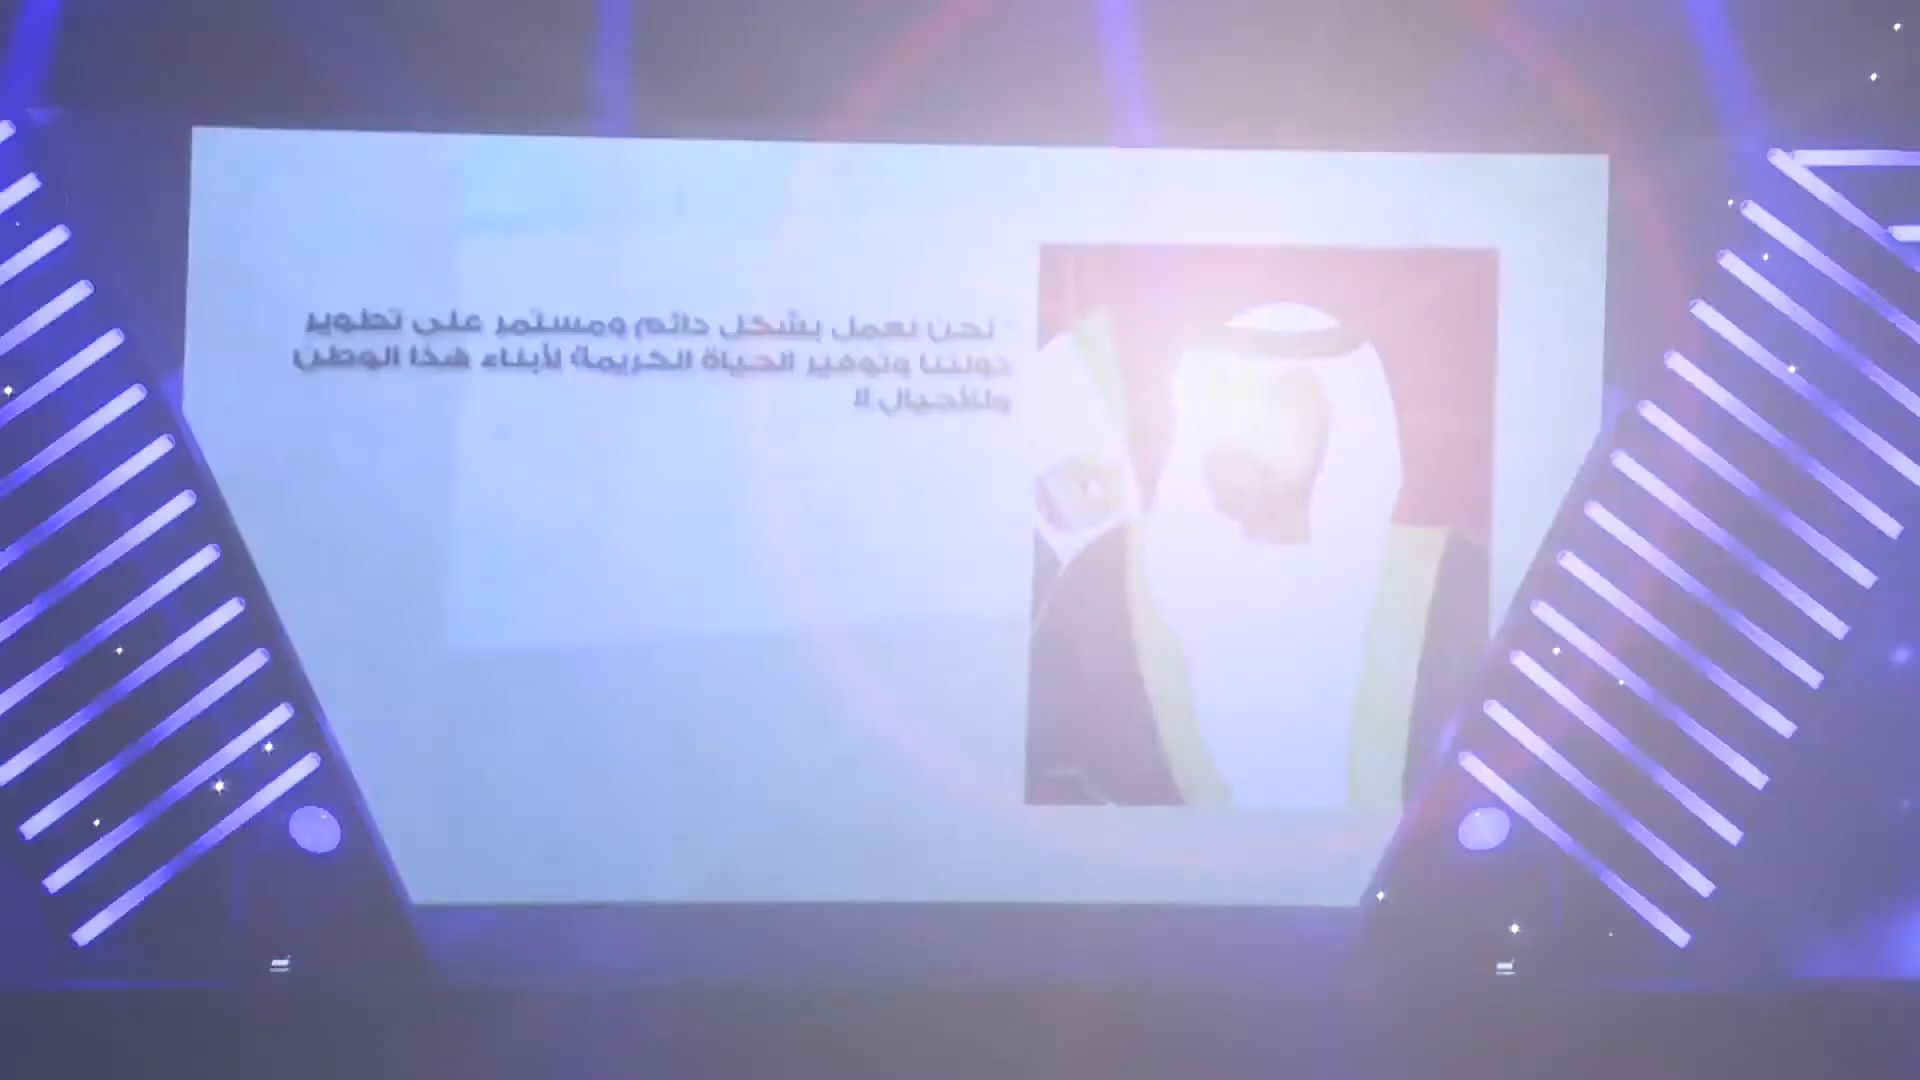 نحن نعمل بشكل دائم ومستمر على تطوير
دولتنا وتوفير الحياة الكريمة لأبناء هذا الوطن
وللأجيال "